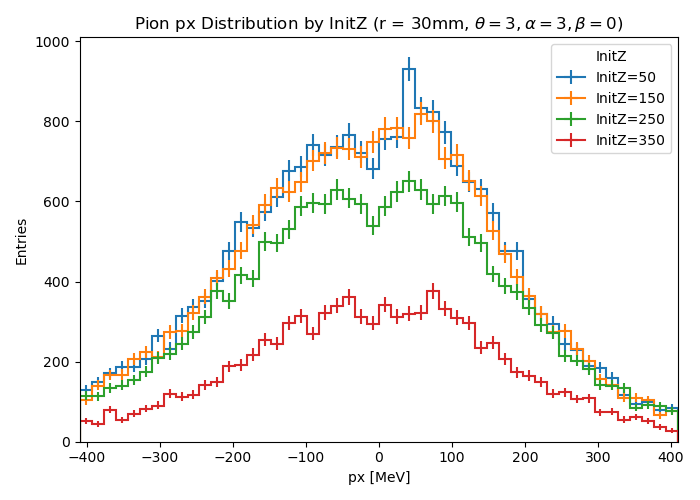 Pion px Distribution by InitZ (r = 30mm, θ = 3, α = 3, β = 0)
1000
800
600
400
200
0
Entries
InitZ
InitZ=50
InitZ=150
InitZ=250
InitZ=350
−400
−300
−200
−100
0
100
200
300
400
px [MeV]